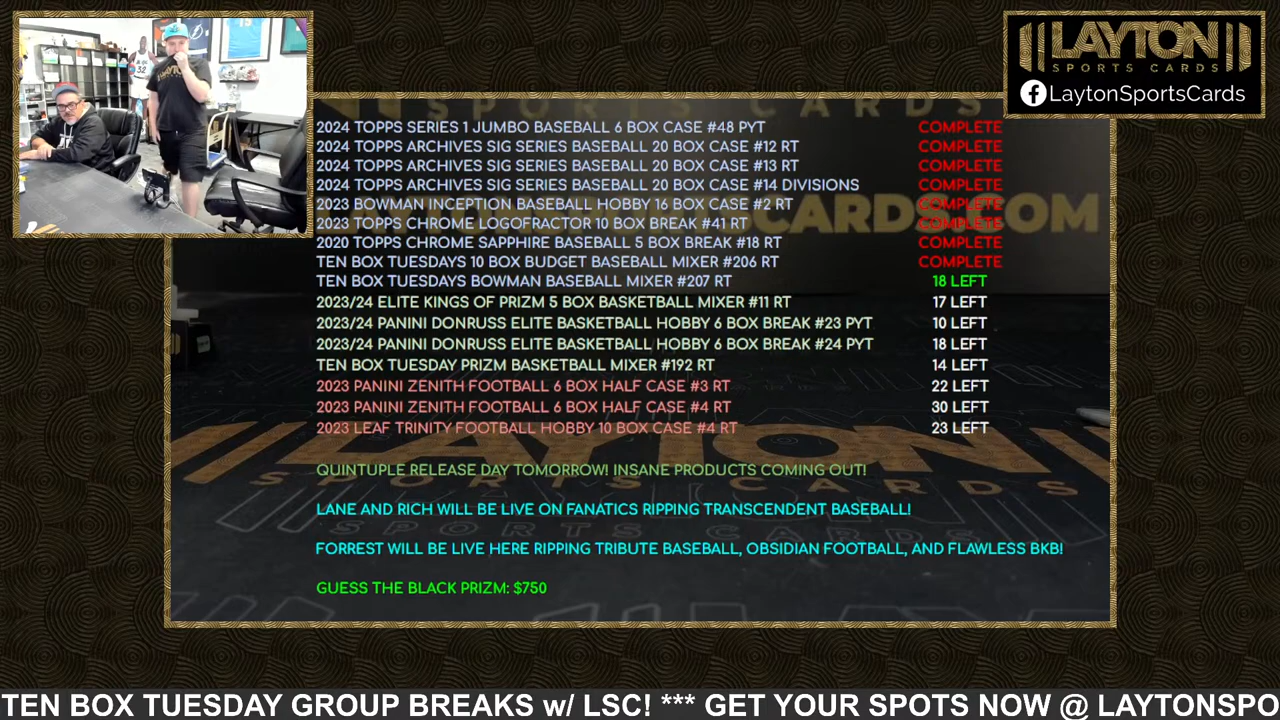 LAYTON
SPORTS CARDS
LaytonSportsCards
SPORTS CARDS
2024 TOPPS SERIES 1 JUMBO BASEBALL 6 BOX CASE #48 PYT COMPLETE
2024 TOPPS ARCHIVES SIG SERIES BASEBALL 20 BOX CASE #12 RT COMPLETE
2024 TOPPS ARCHIVES SIG SERIES BASEBALL 20 BOX CASE #13 RT COMPLETE
2024 TOPPS ARCHIVES SIG SERIES BASEBALL 20 BOX CASE #14 DIVISIONS COMPLETE
2023 BOWMAN INCEPTION BASEBALL HOBBY 16 BOX CASE #2 RT COMPLETE
CARDS.COM
2023 TOPPS CHROME LOGOFRACTOR 10 BOX BREAK #41 RT COMPLETE
2020 TOPPS CHROME SAPPHIRE BASEBALL 5 BOX BREAK #18 RT COMPLETE
TEN BOX TUESDAYS 10 BOX BUDGET BASEBALL MIXER #206 RT COMPLETE
TEN BOX TUESDAYS BOWMAN BASEBALL MIXER #207 RT 18 LEFT
2023/24 ELITE KINGS OF PRIZM 5 BOX BASKETBALL MIXER #11 RT 17 LEFT
2023/24 PANINI DONRUSS ELITE BASKETBALL HOBBY 6 BOX BREAK #23 PYT 10 LEFT
2023/24 PANINI DONRUSS ELITE BASKETBALL HOBBY 6 BOX BREAK #24 PYT 18 LEFT
TEN BOX TUESDAY PRIZM BASKETBALL MIXER #192 RT 14 LEFT
2023 PANINI ZENITH FOOTBALL 6 BOX HALF CASE #3 RT 22 LEFT
2023 PANINI ZENITH FOOTBALL 6 BOX HALF CASE #4 RT 30 LEFT
2023 LEAF TRINITY FOOTBALL HOBBY 10 BOX CASE #4 RT 23 LEFT
LAYTON
QUINTUPLE RELEASE DAY TOMORROW! INSANE PRODUCTS COMING OUT!
SPORTS CARDS
LANE AND RICH WILL BE LIVE ON FANATICS RIPPING TRANSCENDENT BASEBALL!
FORREST WILL BE LIVE HERE RIPPING TRIBUTE BASEBALL, OBSIDIAN FOOTBALL, AND FLAWLESS BKB!
GUESS THE BLACK PRIZM: $750
TEN BOX TUESDAY GROUP BREAKS w/ LSC! *** GET YOUR SPOTS NOW @ LAYTONSPO